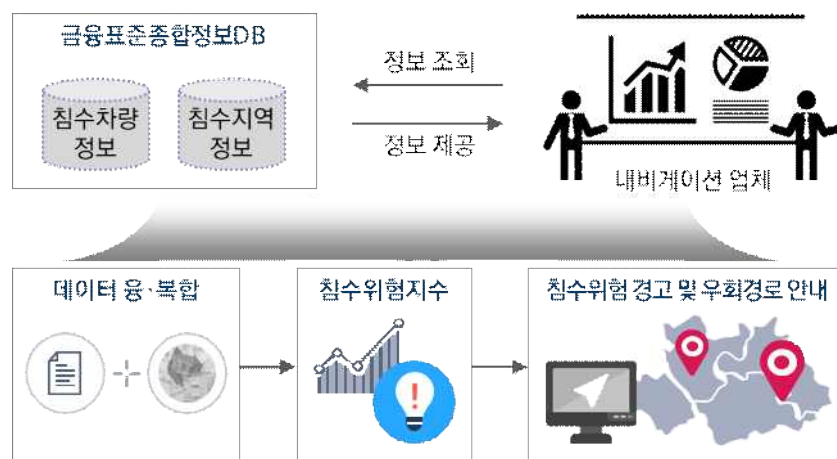 금융표준종합정보DB
침수차량
정보
침수지역
정보
정보 조회
정보 제공
내비게이션 업체
데이터 융·복합
침수위험지수
침수위험 경고 및 우회경로 안내